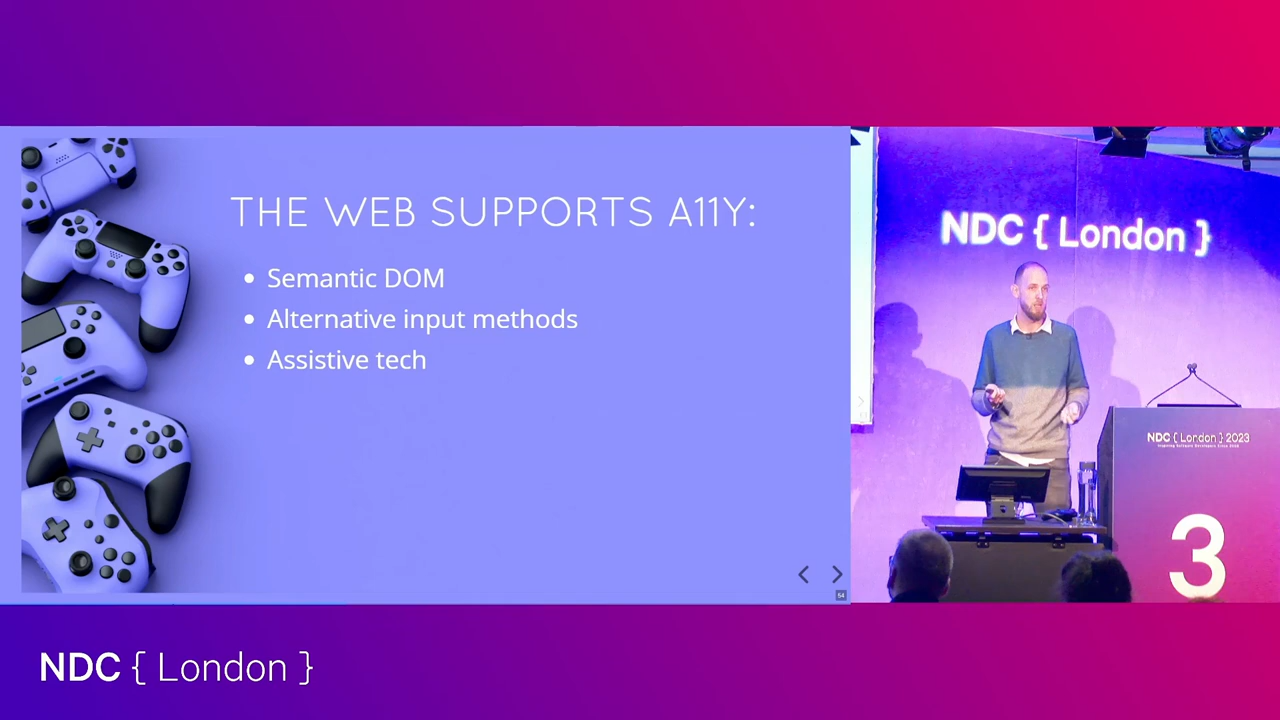 THE WEB SUPPORTS A11Y:
Semantic DOM
Alternative input methods
Assistive tech
54
NDC { London }
NDC { London } 2023
3
NDC { London }